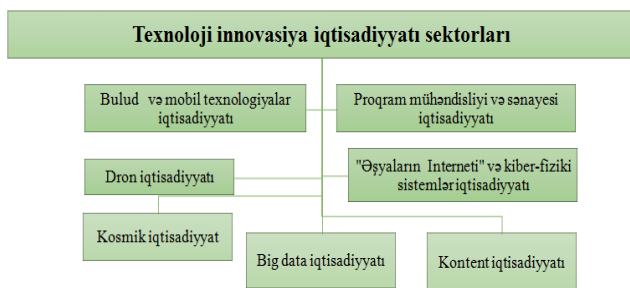 Texnoloji innovasiya iqtisadiyyatı sektorları
Bulud və mobil texnologiyalar
iqtisadiyyatı
Proqram mühəndisliyi və sənayesi
iqtisadiyyatı
Dron iqtisadiyyatı
"Əşyaların Interneti" və kiber-fiziki
sistemlər iqtisadiyyatı
Kosmik iqtisadiyyat
Big data iqtisadiyyatı
Kontent iqtisadiyyatı